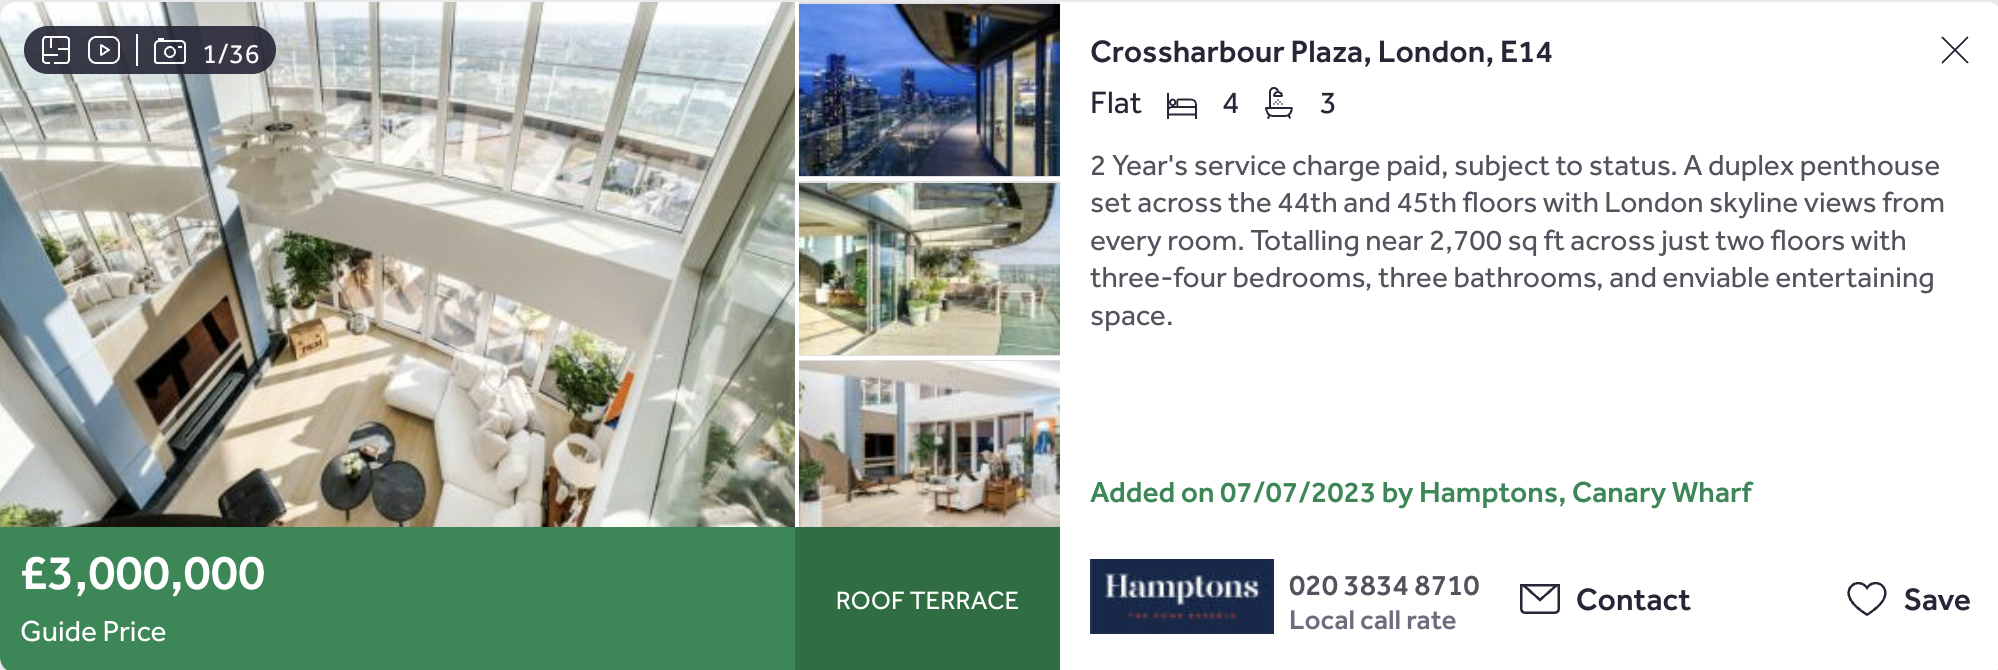 1/36
£3,000,000
Guide Price
ROOF TERRACE
Crossharbour Plaza, London, E14
Flat 4 3
2 Year's service charge paid, subject to status. A duplex penthouse
set across the 44th and 45th floors with London skyline views from
every room. Totalling near 2,700 sq ft across just two floors with
three-four bedrooms, three bathrooms, and enviable entertaining
space.
Added on 07/07/2023 by Hamptons, Canary Wharf
Hamptons
THE HOME EXPERTS
020 3834 8710
Local call rate
Contact
Save